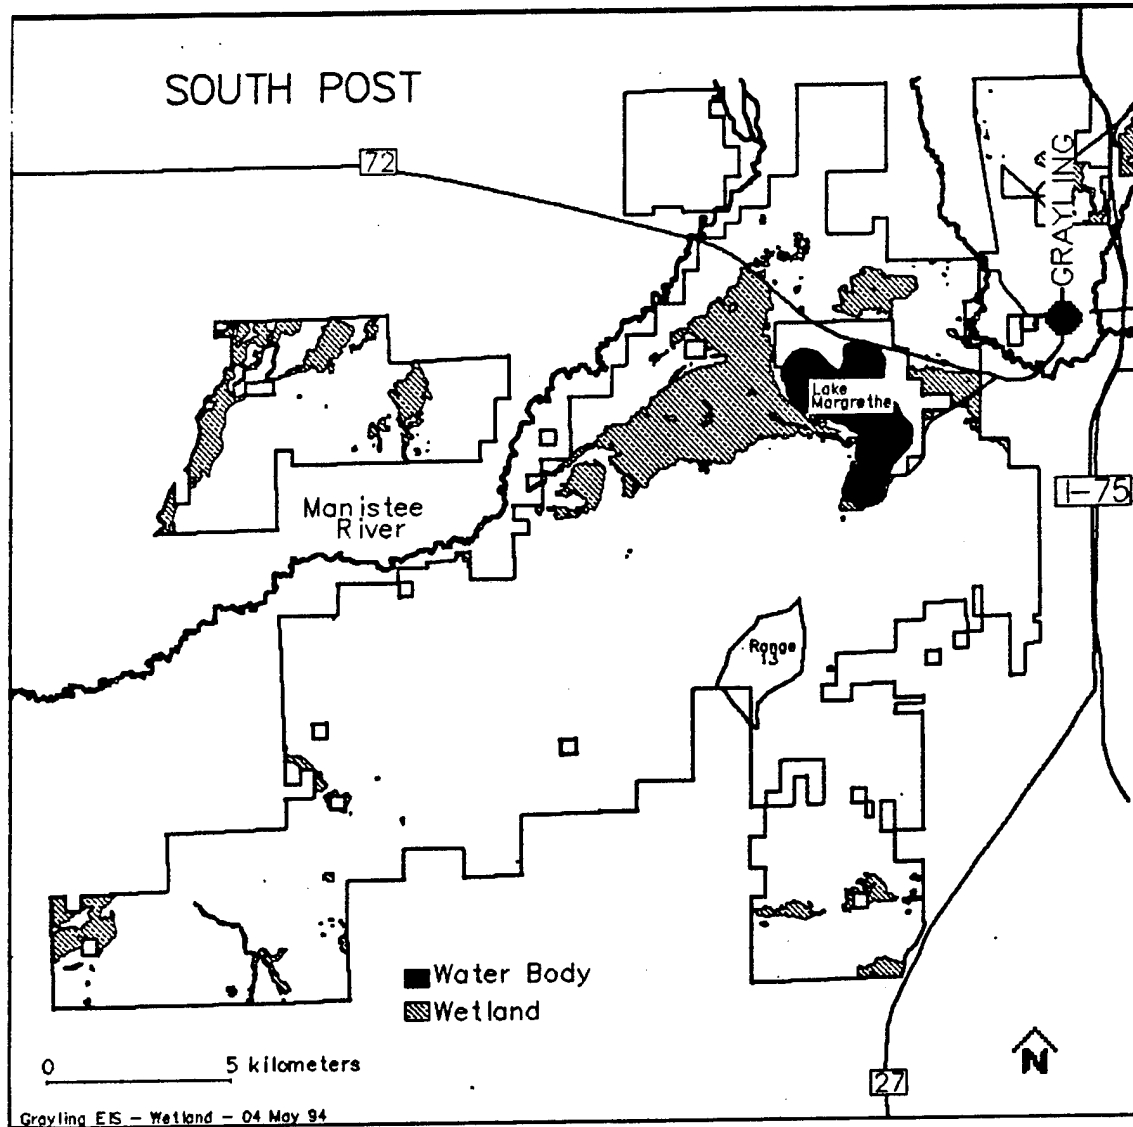 SOUTH POST
72
GRAYLING
Lake
Margrethe
I-75
Manistee
River
Range
13
Water Body
Wetland
0 5 kilometers
N
27
Grayling EIS - Wetland - 04 May 94